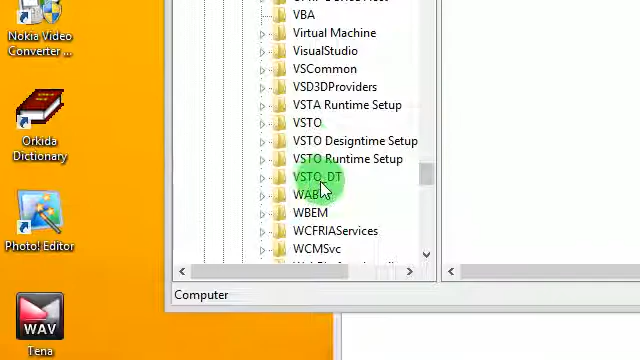 VBA
Virtual Machine
VisualStudio
VSCommon
VSD3DProviders
VSTA Runtime Setup
VSTO
VSTO Designtime Setup
VSTO Runtime Setup
VSTO_DT
WAB
WBEM
WCFRIAServices
WCMSvc
Computer
Nokia Video
Converter ...
Orkida
Dictionary
Photo! Editor
WAV
Tena